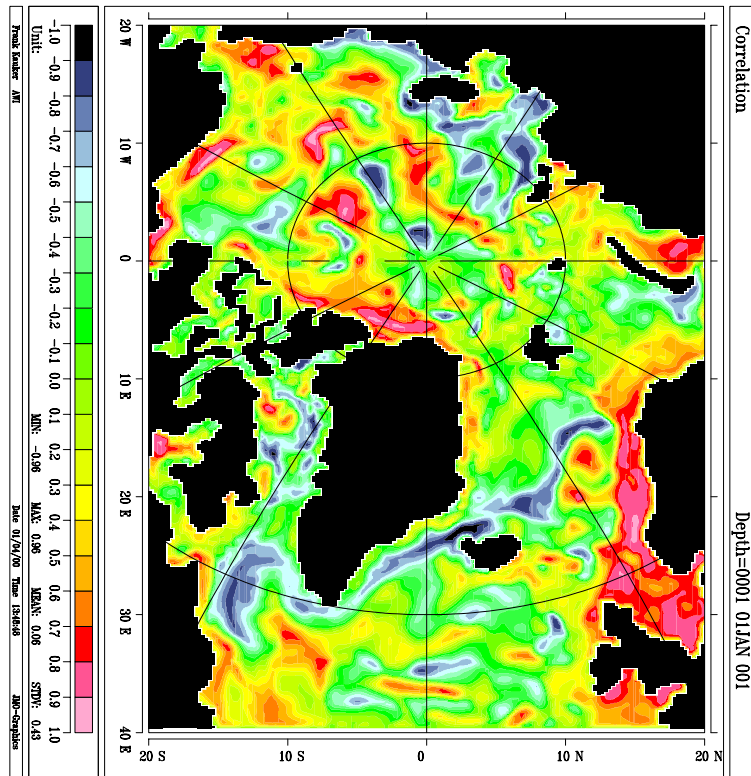 Correlation
Depth=0001 01JAN 001
20 N
10 N
0
10 S
20 S
20 W
10 W
0
10 E
20 E
30 E
40 E
-1.0
-0.9
-0.8
-0.7
-0.6
-0.5
-0.4
-0.3
-0.2
-0.1
0.0
0.1
0.2
0.3
0.4
0.5
0.6
0.7
0.8
0.9
1.0
Unit:
MIN: -0.96 MAX: 0.96 MEAN: 0.06 STDV: 0.43
Frank Kauker AWI
Date 01/04/00 Time 13:46:46